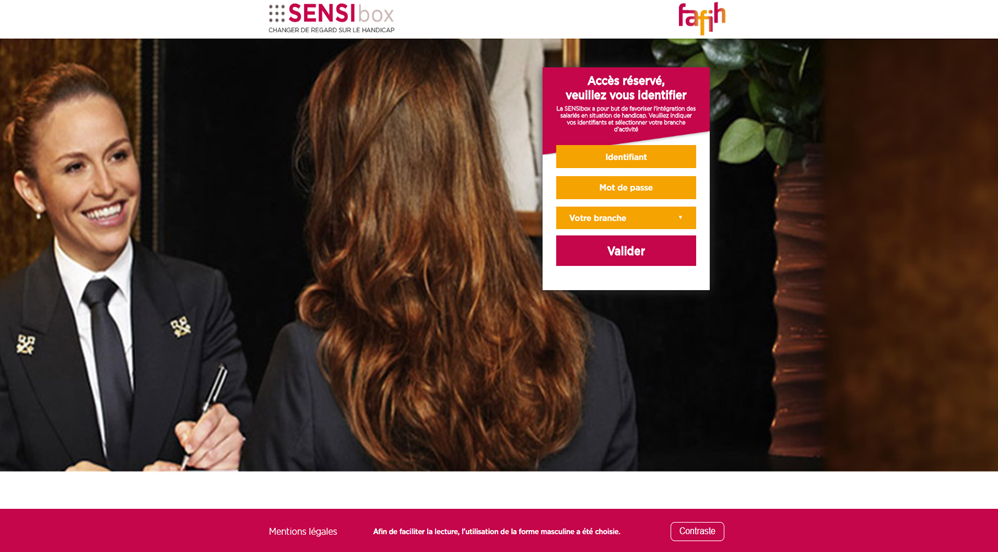 SENSIbox
CHANGER DE REGARD SUR LE HANDICAP
fafih
Accès réservé,
veuillez vous identifier
La SENSIbox a pour but de favoriser l'intégration des
salariés en situation de handicap. Veuillez indiquer
vos identifiants et sélectionner votre branche
d'activité
Identifiant
Mot de passe
Votre branche
Valider
Mentions légales
Afin de faciliter la lecture, l'utilisation de la forme masculine a été choisie.
Contraste